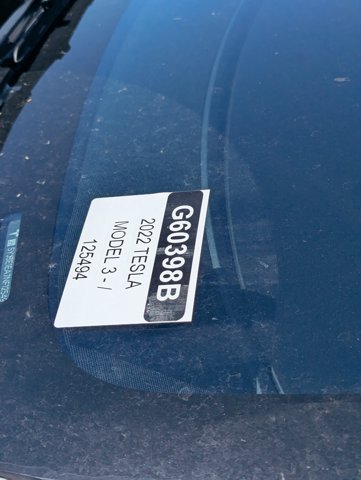 G60398B
2022 TESLA
MODEL 3 - /
125494